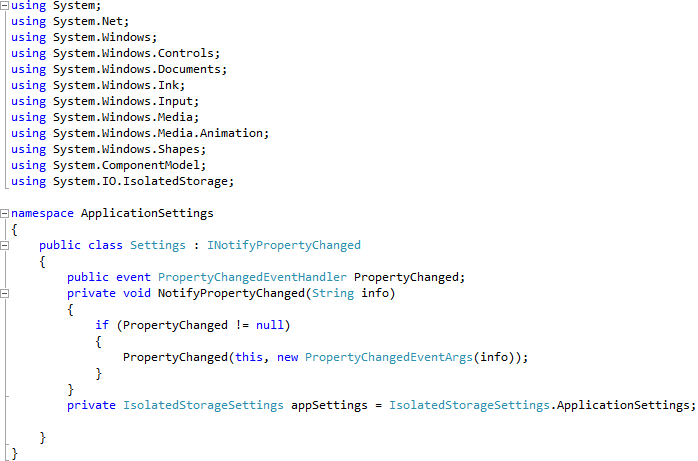 using System;
using System.Net;
using System.Windows;
using System.Windows.Controls;
using System.Windows.Documents;
using System.Windows.Ink;
using System.Windows.Input;
using System.Windows.Media;
using System.Windows.Media.Animation;
using System.Windows.Shapes;
using System.ComponentModel;
using System.IO.IsolatedStorage;

namespace ApplicationSettings
{
    public class Settings : INotifyPropertyChanged
    {
        public event PropertyChangedEventHandler PropertyChanged;
        private void NotifyPropertyChanged(String info)
        {
            if (PropertyChanged != null)
            {
                PropertyChanged(this, new PropertyChangedEventArgs(info));
            }
        }
        private IsolatedStorageSettings appSettings = IsolatedStorageSettings.ApplicationSettings;

    }
}